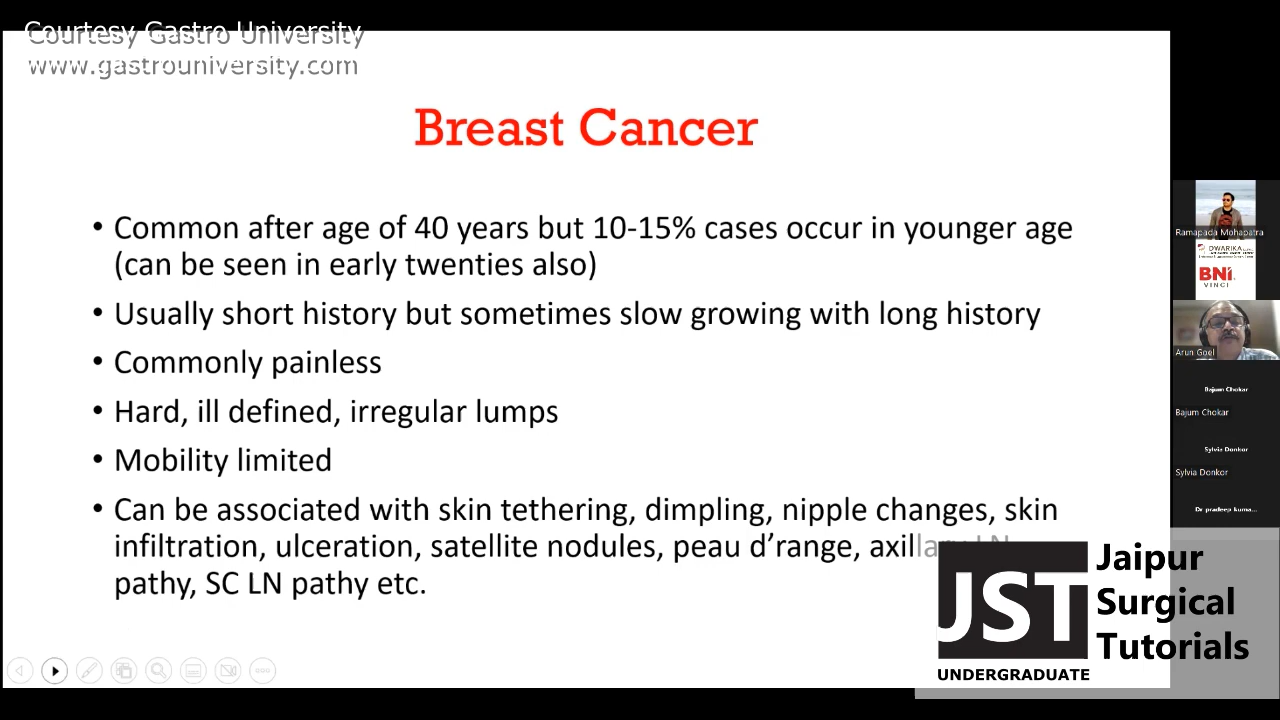 Courtesy Gastro University
www.gastrouniversity.com
Breast Cancer
• Common after age of 40 years but 10-15% cases occur in younger age
(can be seen in early twenties also)
• Usually short history but sometimes slow growing with long history
• Commonly painless
• Hard, ill defined, irregular lumps
• Mobility limited
• Can be associated with skin tethering, dimpling, nipple changes, skin
infiltration, ulceration, satellite nodules, peau d’range, axillary LN
pathy, SC LN pathy etc.
Ramapada Mohapatra
DWARIKA
BNI
VINCI
Arun Goel
Bajum Chokar
Bajum Chokar
Sylvia Donkor
Sylvia Donkor
Dr pradeep kuma...
JST
UNDERGRADUATE
Jaipur
Surgical
Tutorials